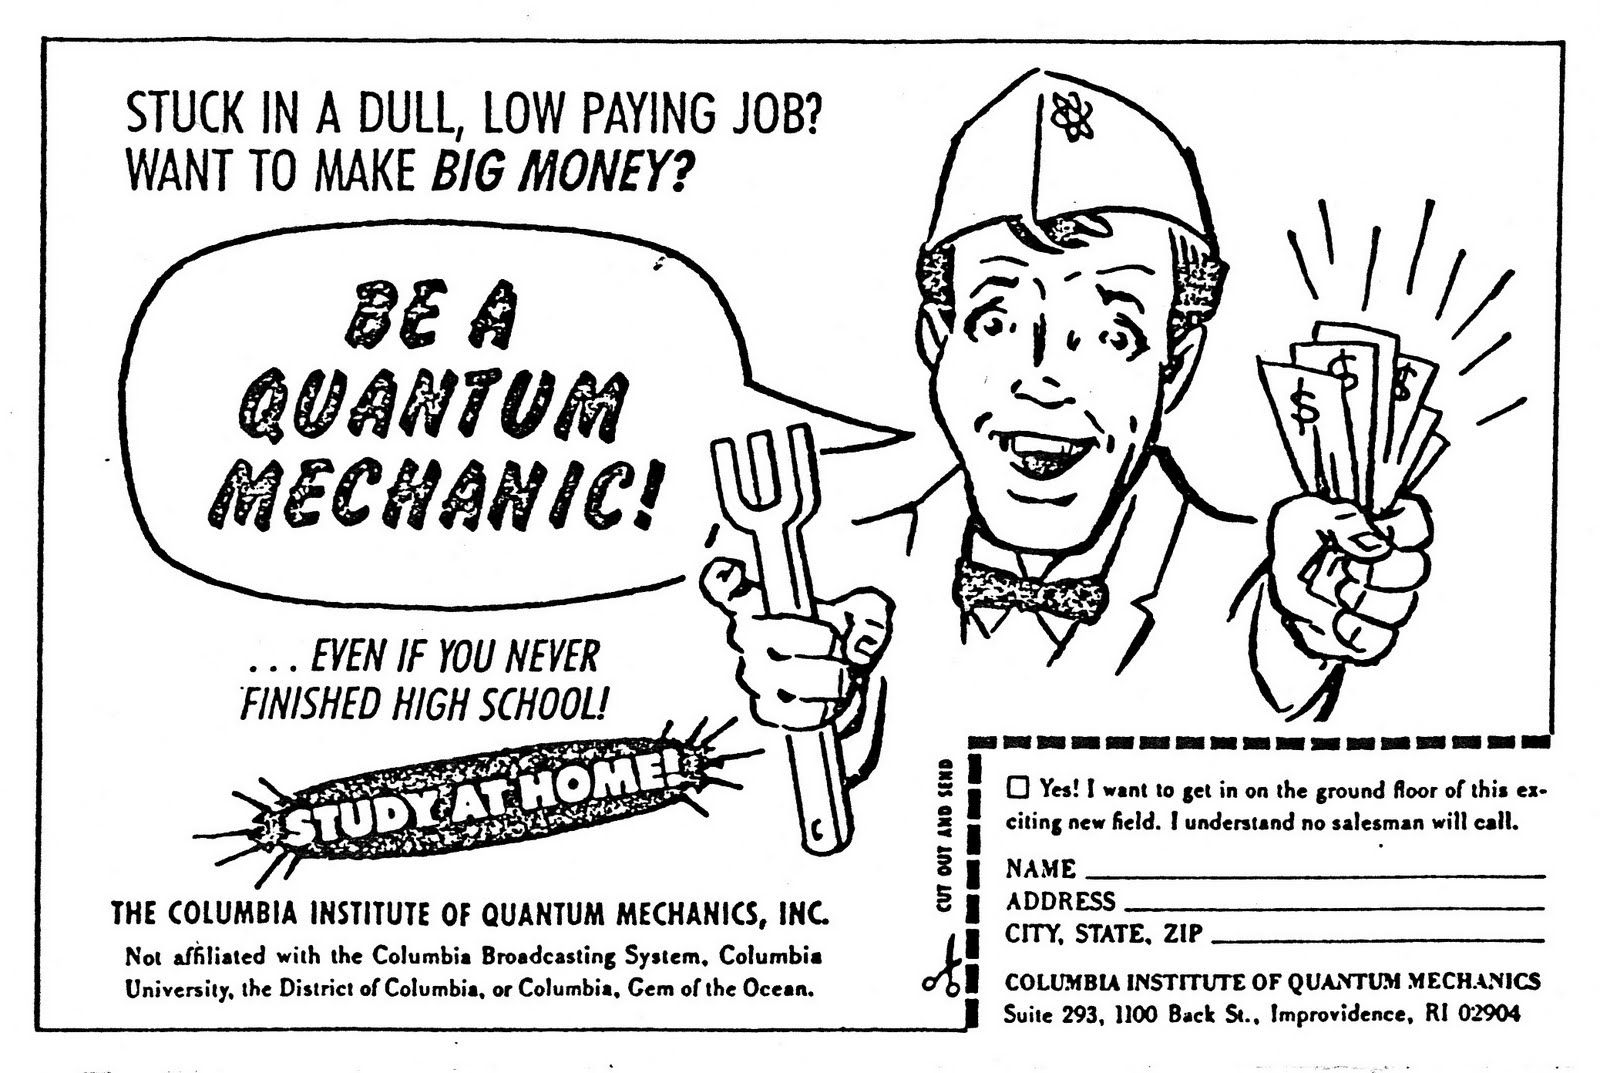 STUCK IN A DULL, LOW PAYING JOB?
WANT TO MAKE BIG MONEY?
BE A
QUANTUM
MECHANIC!
... EVEN IF YOU NEVER
FINISHED HIGH SCHOOL!
STUDY AT HOME!
THE COLUMBIA INSTITUTE OF QUANTUM MECHANICS, INC.
Not affiliated with the Columbia Broadcasting System, Columbia
University, the District of Columbia, or Columbia, Gem of the Ocean.
$ $ $
CUT OUT AND SEND
Yes! I want to get in on the ground floor of this ex-
citing new field. I understand no salesman will call.
NAME
ADDRESS
CITY, STATE, ZIP
COLUMBIA INSTITUTE OF QUANTUM MECHANICS
Suite 293, 1100 Back St., Improvidence, RI 02904